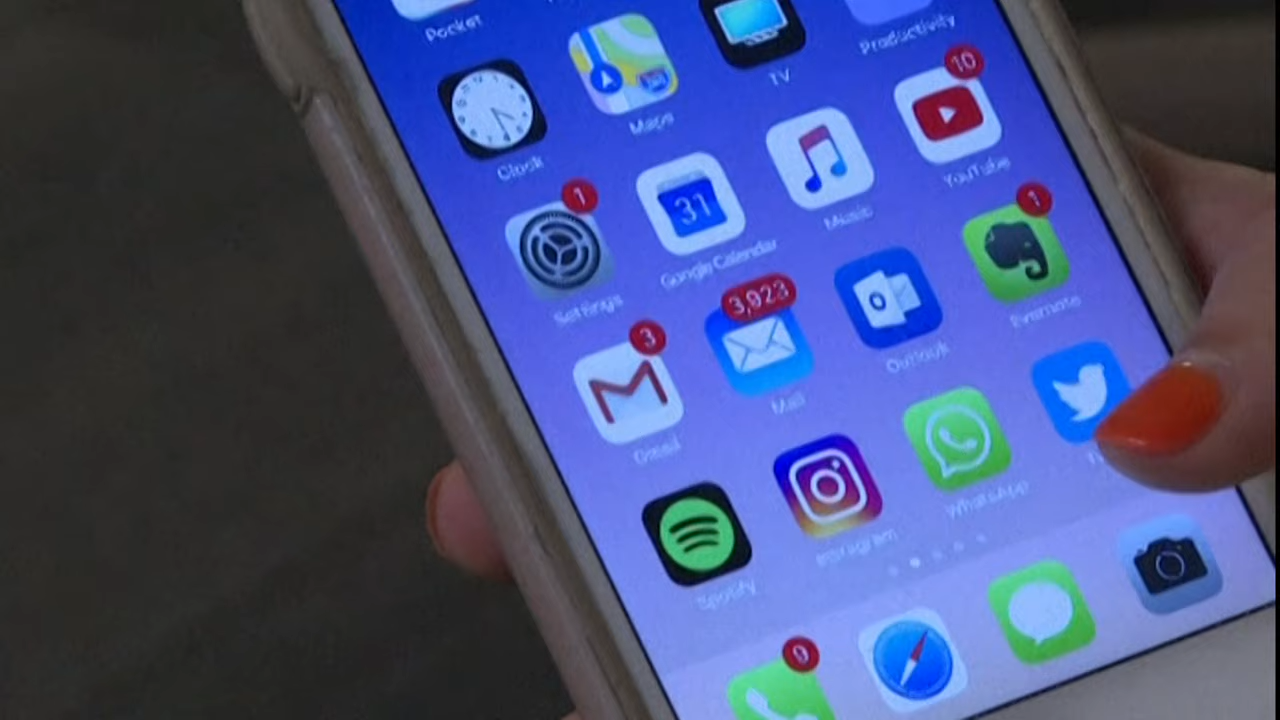 Pocket
Clock
Maps
TV
Productivity
1
Settings
31
Google Calendar
Music
10
YouTube
3
Gmail
3,923
Mail
Outlook
1
Evernote
Spotify
Instagram
WhatsApp
9